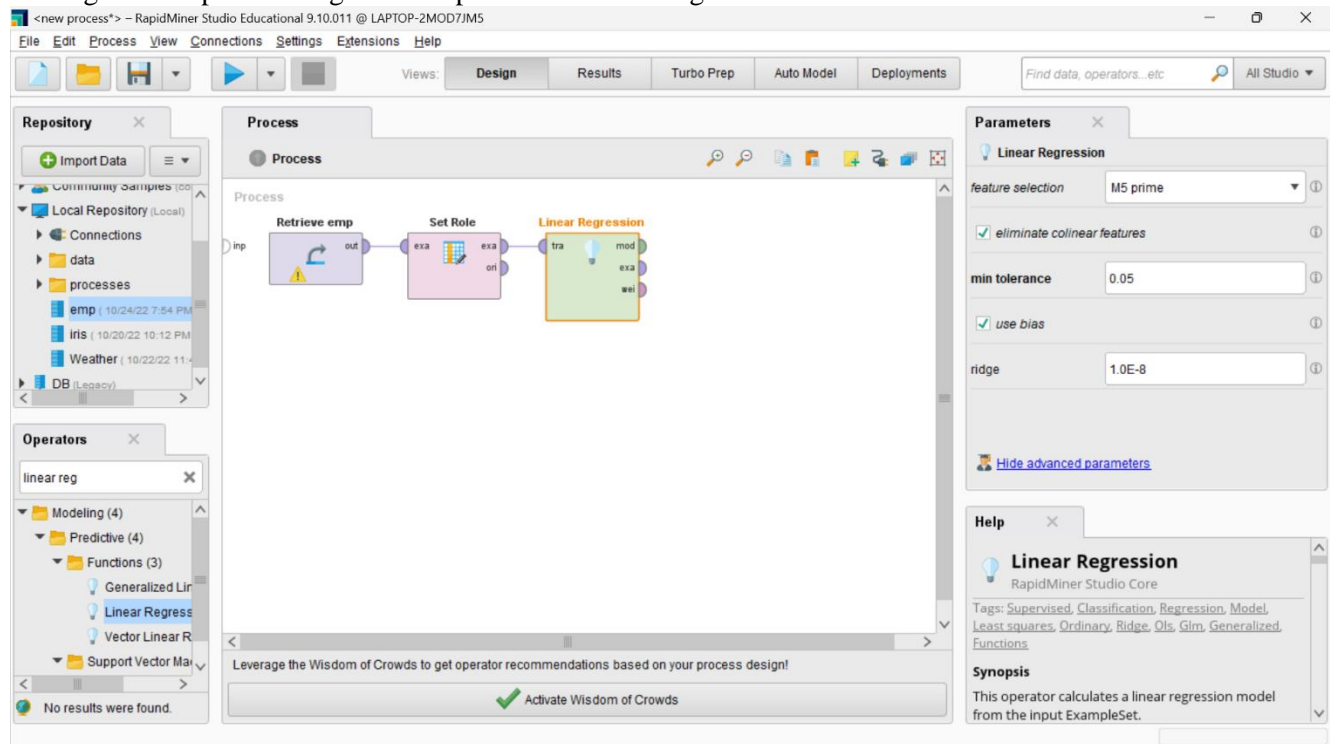 <new process*> – RapidMiner Studio Educational 9.10.011 @ LAPTOP-2MOD7JM5
File Edit Process View Connections Settings Extensions Help
Views: Design Results Turbo Prep Auto Model Deployments
Find data, operators...etc
All Studio
Repository
Import Data
Community Samples
Local Repository (Local)
Connections
data
processes
emp ( 10/24/22 7:54 PM
iris ( 10/20/22 10:12 PM
Weather ( 10/22/22 11:
DB (Legacy)
Operators
linear reg
Modeling (4)
Predictive (4)
Functions (3)
Generalized Lir
Linear Regress
Vector Linear R
Support Vector Ma
No results were found.
Process
Process
Process
Retrieve emp
Set Role
Linear Regression
inp
out
exa
exa
ori
tra
mod
exa
wei
Leverage the Wisdom of Crowds to get operator recommendations based on your process design!
Activate Wisdom of Crowds
Parameters
Linear Regression
feature selection
M5 prime
eliminate colinear features
min tolerance
0.05
use bias
ridge
1.0E-8
Hide advanced parameters
Help
Linear Regression
RapidMiner Studio Core
Tags: Supervised, Classification, Regression, Model,
Least squares, Ordinary, Ridge, Ols, Glm, Generalized,
Functions
Synopsis
This operator calculates a linear regression model
from the input ExampleSet.